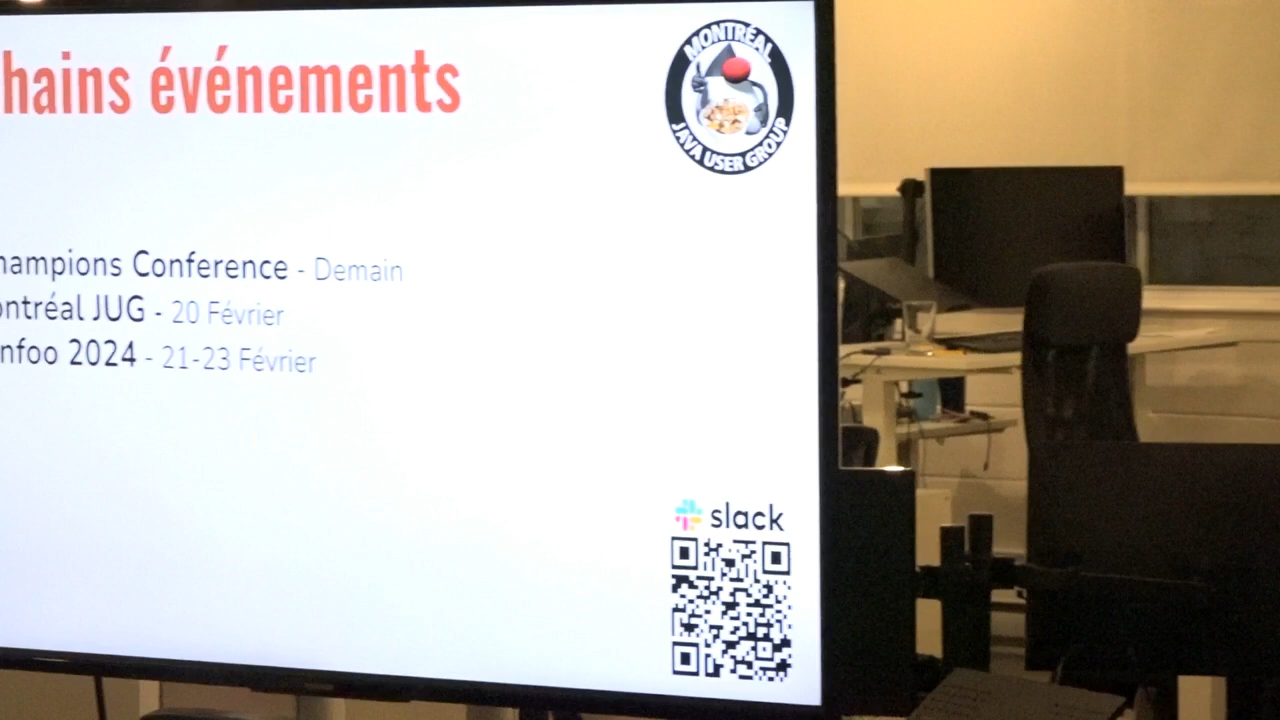 hains événements
MONTRÉAL
JAVA USER GROUP
hampions Conference - Demain
ontréal JUG - 20 Février
nfoo 2024 - 21-23 Février
slack